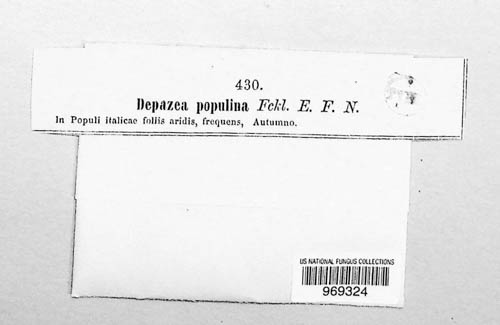 430.
Depazea populina Fckl. E. F. N.
In Populi italicae foliis aridis, frequens, Autumno.
US NATIONAL FUNGUS COLLECTIONS
969324